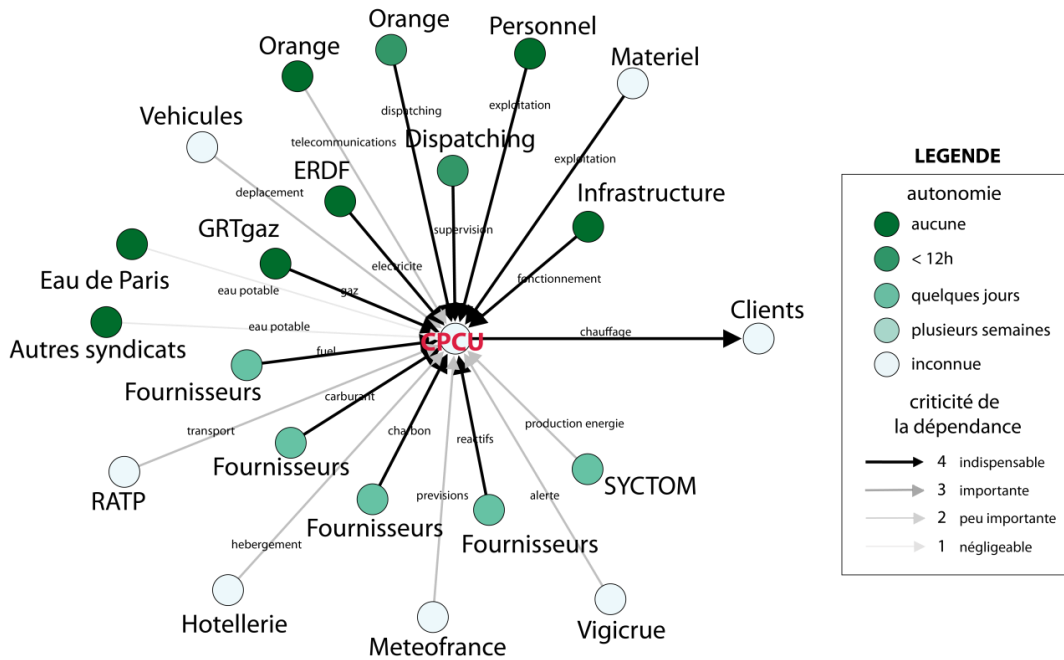 Orange
Personnel
Orange
Materiel
Vehicules
dispatching
exploitation
Dispatching
telecommunications
exploitation
ERDF
deplacement
Infrastructure
GRTgaz
supervision
electricite
fonctionnement
Eau de Paris
eau potable
gaz
Clients
eau potable
chauffage
Autres syndicats
CPCU
fuel
Fournisseurs
carburant
production energie
transport
charbon
reactifs
Fournisseurs
SYCTOM
RATP
previsions
alerte
Fournisseurs
Fournisseurs
hebergement
Hotellerie
Vigicrue
Meteofrance
LEGENDE
autonomie
aucune
< 12h
quelques jours
plusieurs semaines
inconnue
criticité de
la dépendance
4 indispensable
3 importante
2 peu importante
1 négligeable